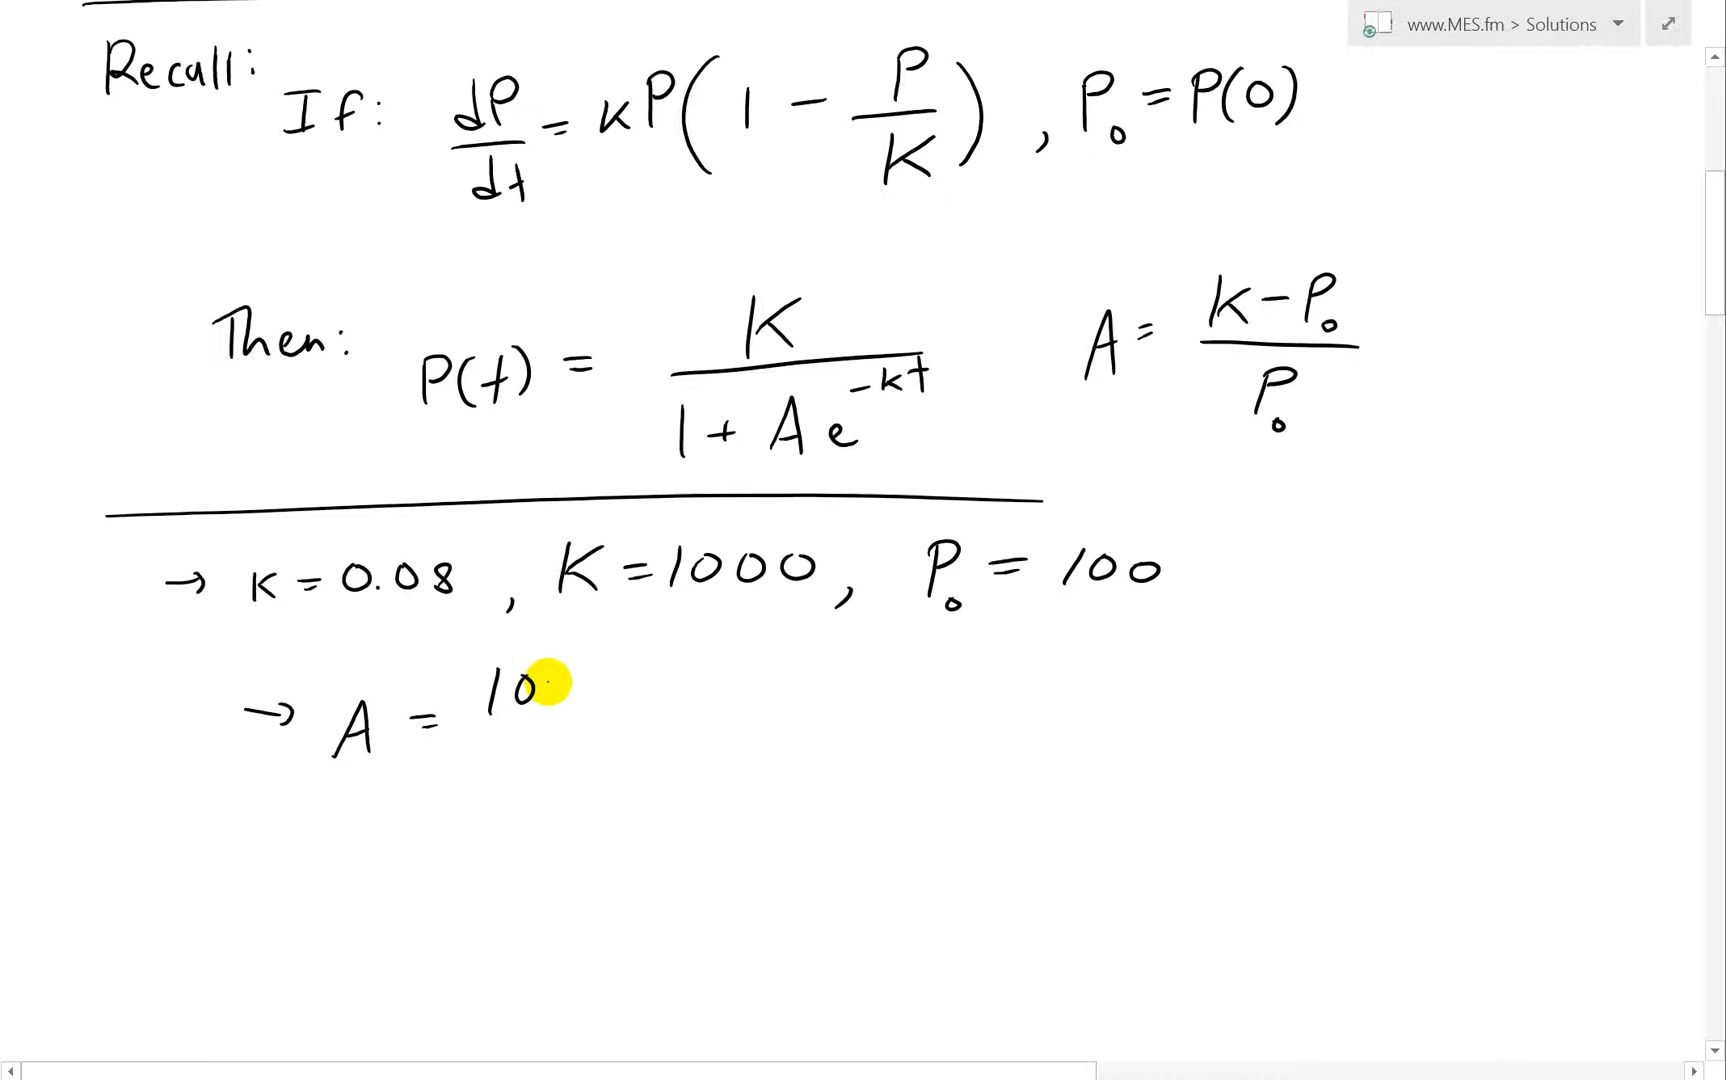 www.MES.fm > Solutions
Recall:
If: dP/dt = kP(1 - P/K), P₀ = P(0)
Then: P(t) = K/(1 + Ae^(-kt)) A = (K - P₀)/P₀
→ k = 0.08, K = 1000, P₀ = 100
→ A = 10